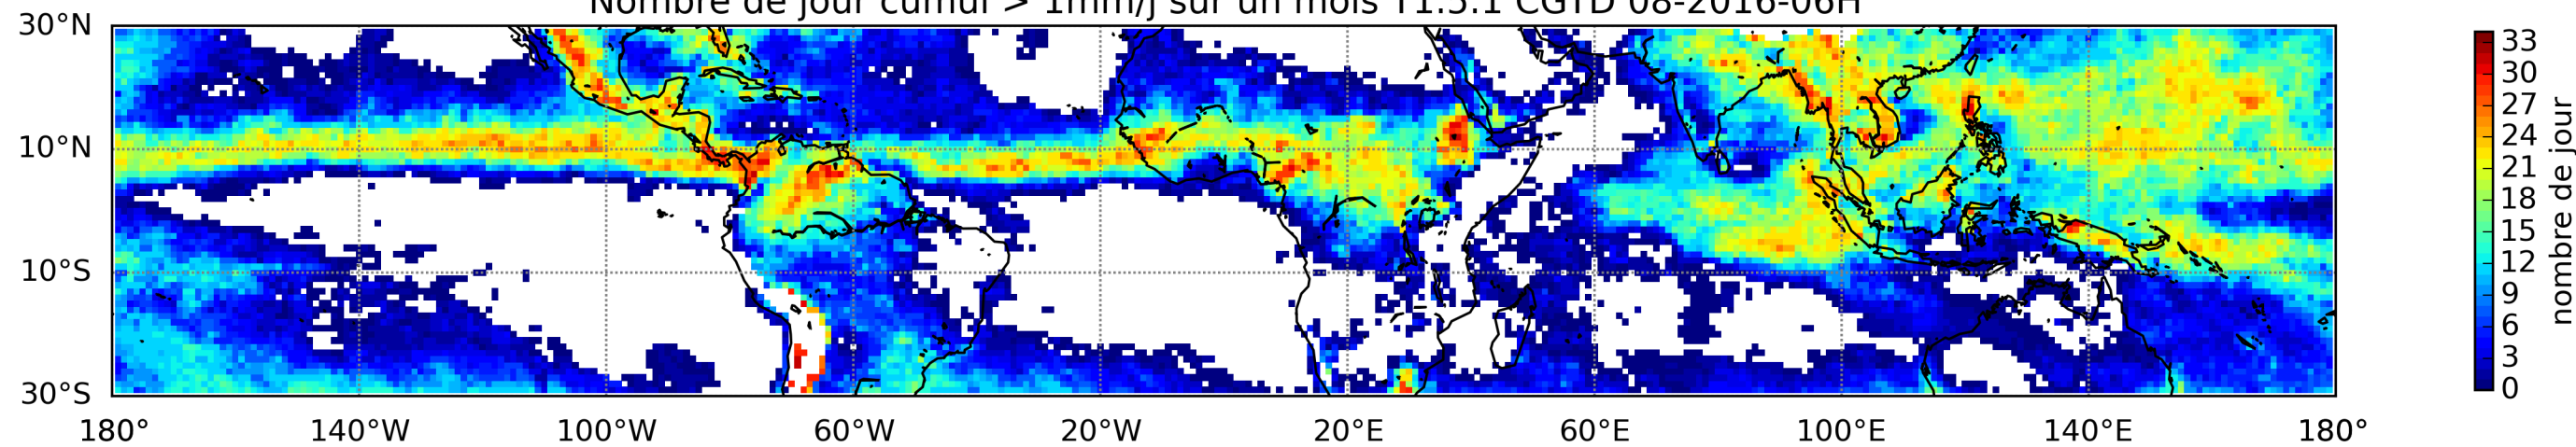 Nombre de jour cumul > 1mm/j sur un mois T1.5.1 CGTD 08-2016-06H
30°N
10°N
10°S
30°S
180° 140°W 100°W 60°W 20°W 20°E 60°E 100°E 140°E 180°
33
30
27
24
21
18
15
12
9
6
3
0
nombre de jour